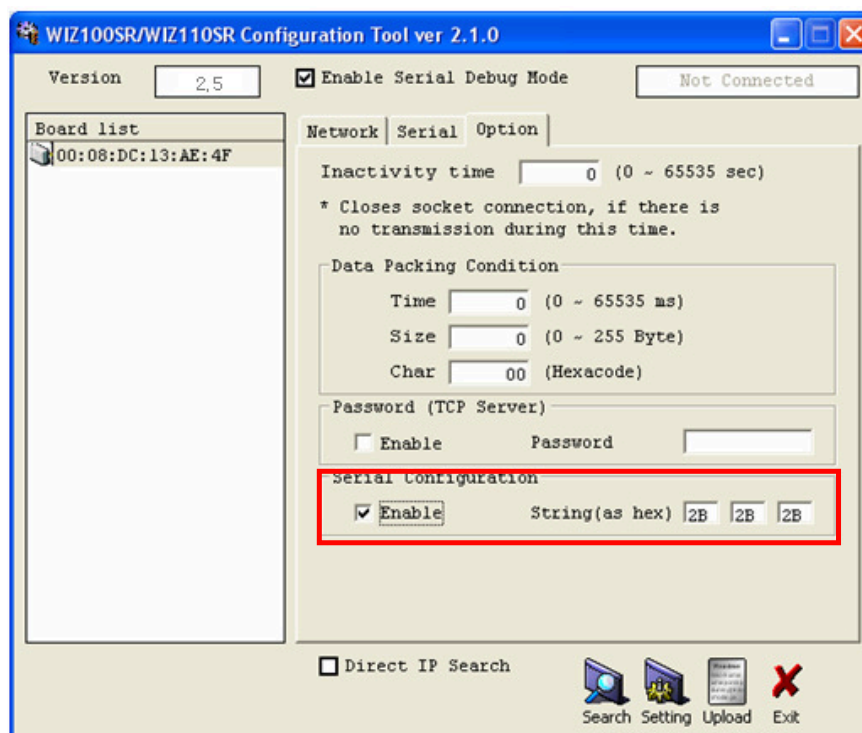 WIZ100SR/WIZ110SR Configuration Tool ver 2.1.0
Version 2,5 Enable Serial Debug Mode Not Connected
Board list
00:08:DC:13:AE:4F
Network Serial Option
Inactivity time 0 (0 ~ 65535 sec)
* Closes socket connection, if there is
no transmission during this time.
Data Packing Condition
Time 0 (0 ~ 65535 ms)
Size 0 (0 ~ 255 Byte)
Char 00 (Hexacode)
Password (TCP Server)
Enable Password
Serial Configuration
Enable String(as hex) 2B 2B 2B
Direct IP Search
Search Setting Upload Exit